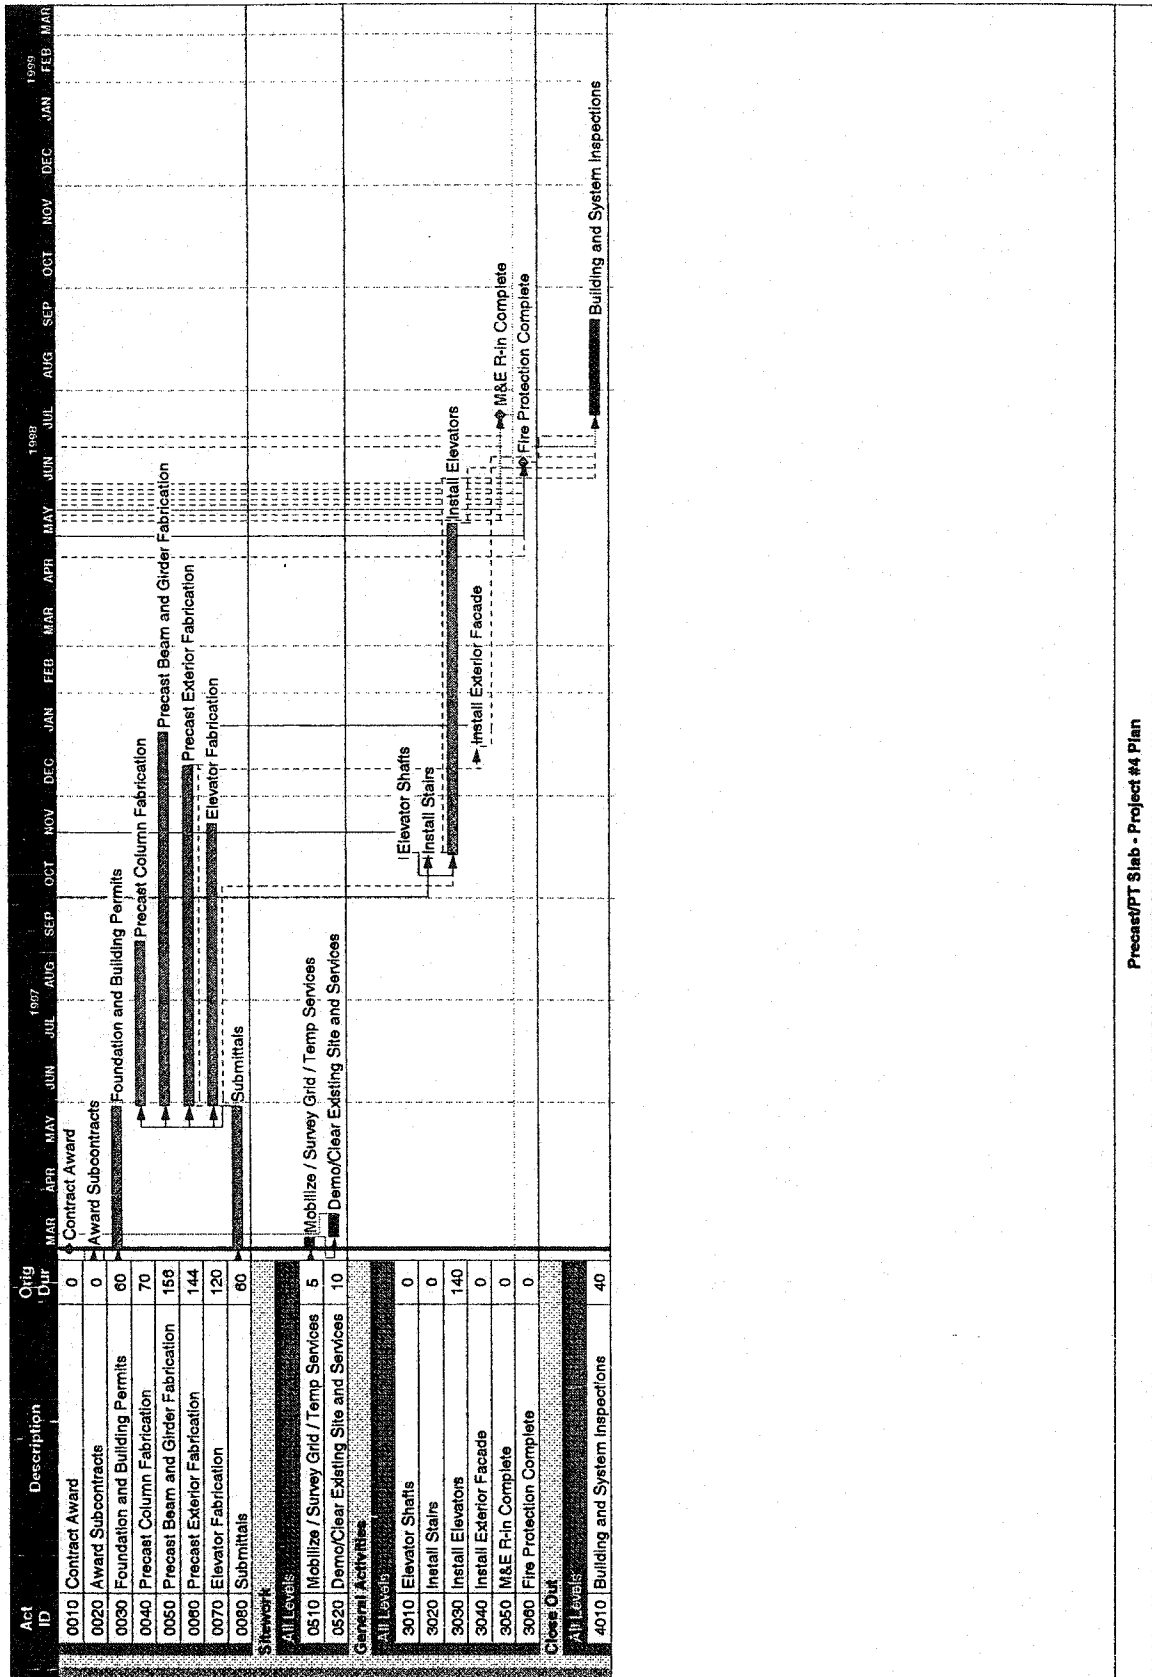 Act ID Description Orig Dur
1997 1998 1999
MAR APR MAY JUN JUL AUG SEP OCT NOV DEC JAN FEB MAR APR MAY JUN JUL AUG SEP OCT NOV DEC JAN FEB MAR
0010 Contract Award 0 Contract Award
0020 Award Subcontracts 0 Award Subcontracts
0030 Foundation and Building Permits 60 Foundation and Building Permits
0040 Precast Column Fabrication 70 Precast Column Fabrication
0050 Precast Beam and Girder Fabrication 156 Precast Beam and Girder Fabrication
0060 Precast Exterior Fabrication 144 Precast Exterior Fabrication
0070 Elevator Fabrication 120 Elevator Fabrication
0080 Submittals 60 Submittals
Sitework
All Levels
0510 Mobilize / Survey Grid / Temp Services 5 Mobilize / Survey Grid / Temp Services
0520 Demo/Clear Existing Site and Services 10 Demo/Clear Existing Site and Services
General Activities
All Levels
3010 Elevator Shafts 0 Elevator Shafts
3020 Install Stairs 0 Install Stairs
3030 Install Elevators 140 Install Elevators
3040 Install Exterior Facade 0 Install Exterior Facade
3050 M&E R-in Complete 0 M&E R-in Complete
3060 Fire Protection Complete 0 Fire Protection Complete
Close Out
All Levels
4010 Building and System Inspections 40 Building and System Inspections
Precast/PT Slab - Project #4 Plan